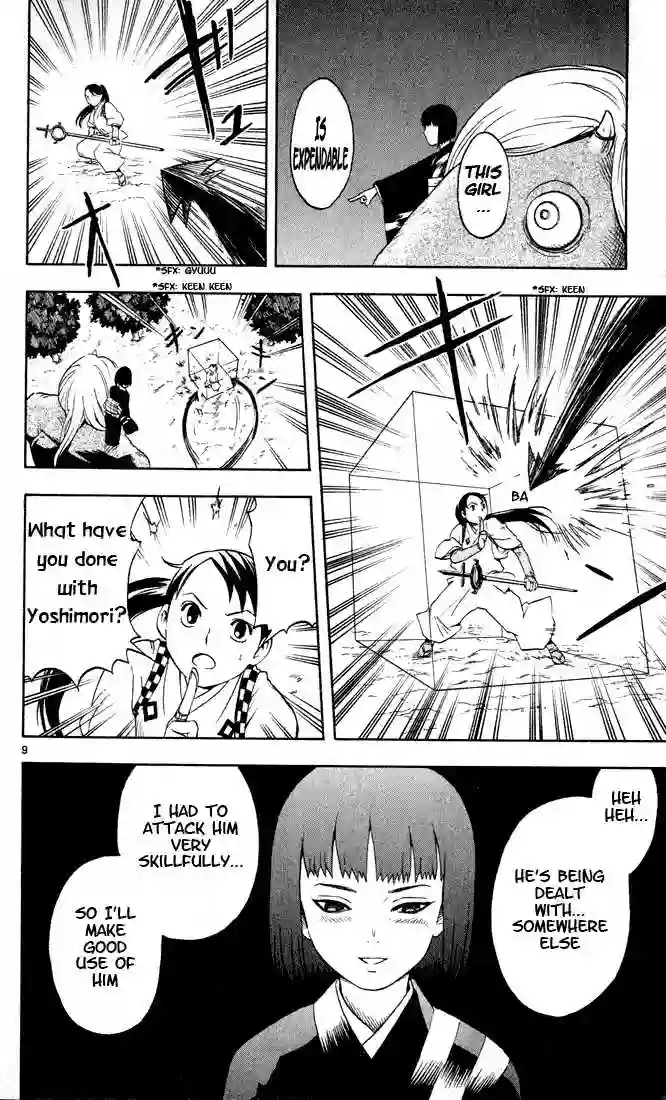 THIS
GIRL
...
IS
EXPENDABLE
ギュ
*SFX: GYUUU
*SFX: KEEN
BA
*SFX: KEEN KEEN
You?
What have
you done
with
Yoshimori?
9
HEH
HEH...
HE'S BEING
DEALT
WITH...
SOMEWHERE
ELSE
I HAD TO
ATTACK HIM
VERY
SKILLFULLY...
SO I'LL
MAKE
GOOD
USE OF
HIM